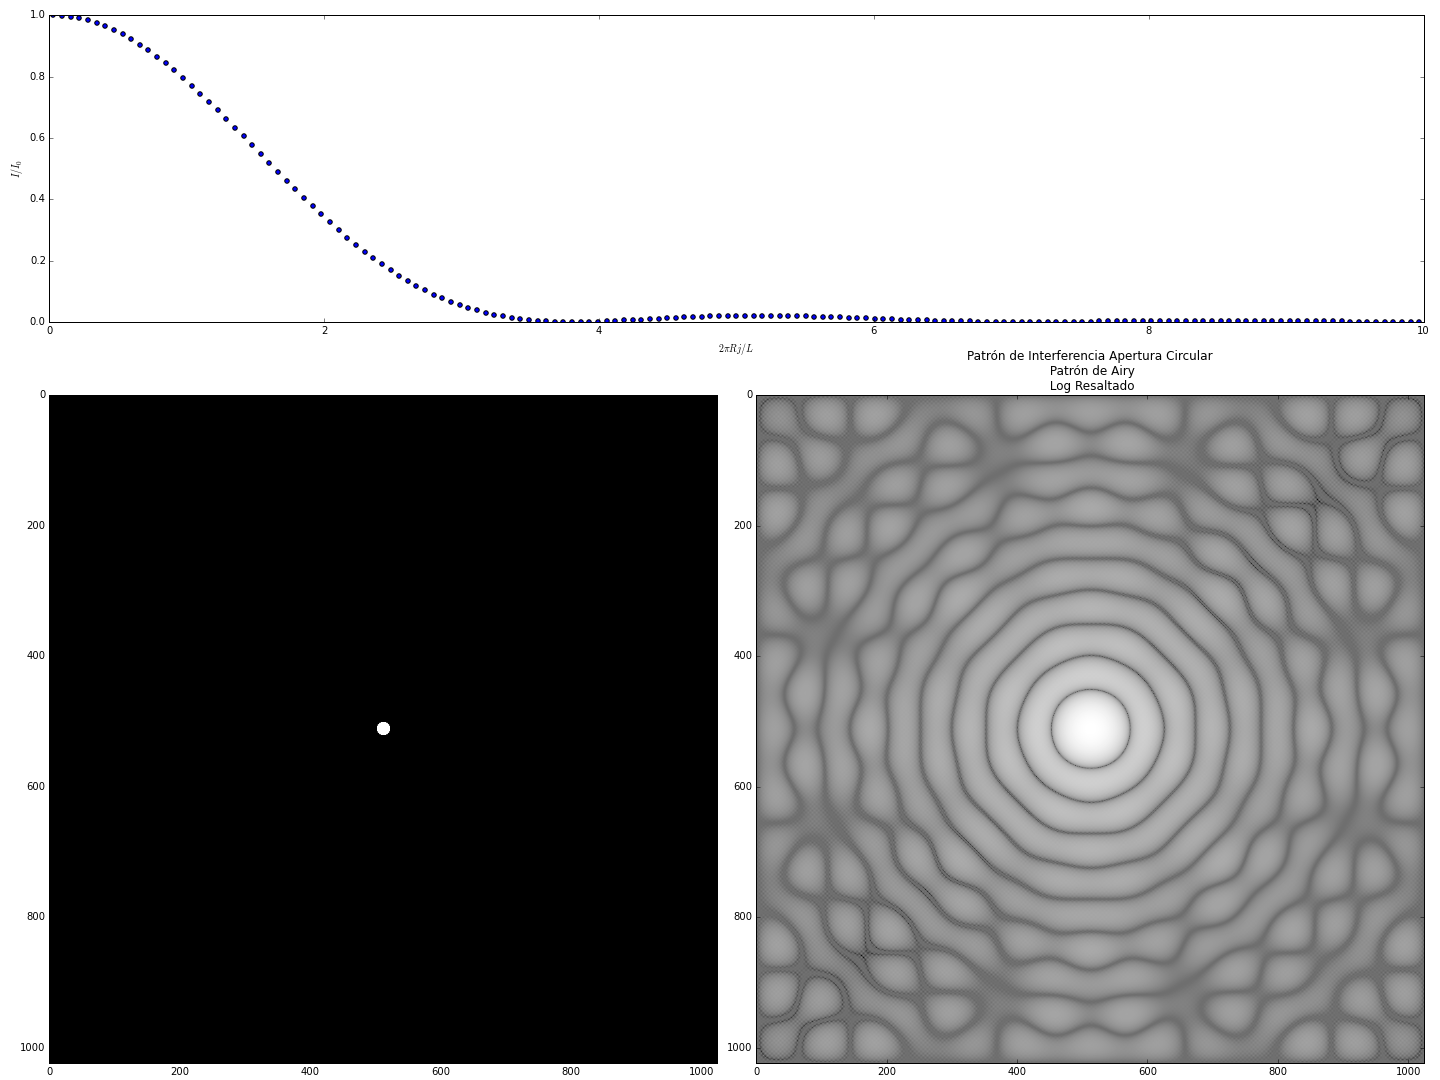 1.0
0.8
0.6
0.4
0.2
0.0
I/I_0
0 2 4 6 8 10
2πRj/L
Patrón de Interferencia Apertura Circular
Patrón de Airy
Log Resaltado
0
200
400
600
800
1000
0 200 400 600 800 1000
0
200
400
600
800
1000
0 200 400 600 800 1000